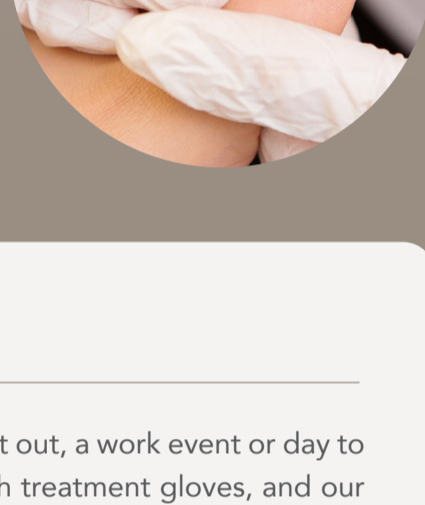 out, a work event or day to
treatment gloves, and our